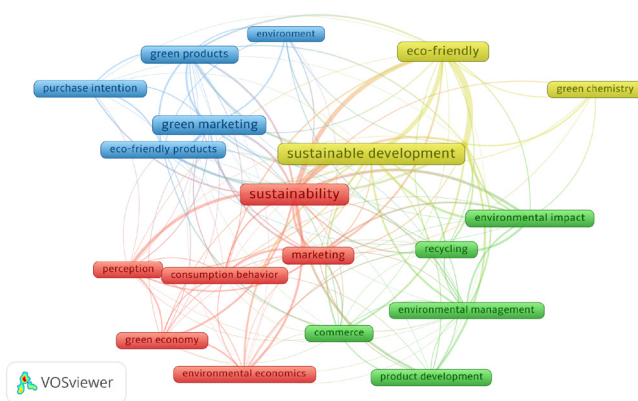 environment
green products
eco-friendly
purchase intention
green chemistry
green marketing
eco-friendly products
sustainable development
sustainability
environmental impact
recycling
marketing
perception
consumption behavior
environmental management
commerce
green economy
environmental economics
product development
VOSviewer